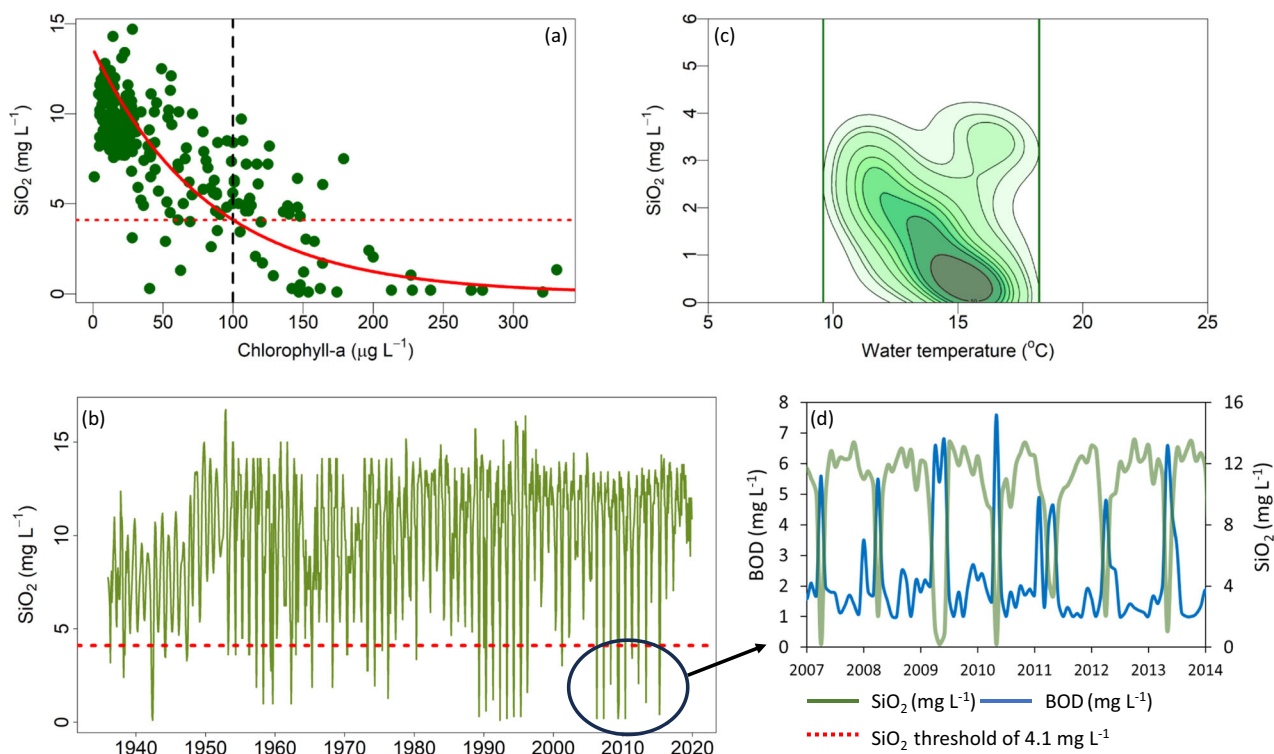 (a)
SiO₂ (mg L⁻¹)
15
10
5
0
0 50 100 150 200 250 300
Chlorophyll-a (μg L⁻¹)
(c)
SiO₂ (mg L⁻¹)
6
5
4
3
2
1
0
5 10 15 20 25
Water temperature (°C)
(b)
SiO₂ (mg L⁻¹)
15
10
5
0
1940 1950 1960 1970 1980 1990 2000 2010 2020
(d)
BOD (mg L⁻¹)
8
7
6
5
4
3
2
1
0
16
12
8
4
0
SiO₂ (mg L⁻¹)
2007 2008 2009 2010 2011 2012 2013 2014
SiO₂ (mg L⁻¹) BOD (mg L⁻¹)
SiO₂ threshold of 4.1 mg L⁻¹